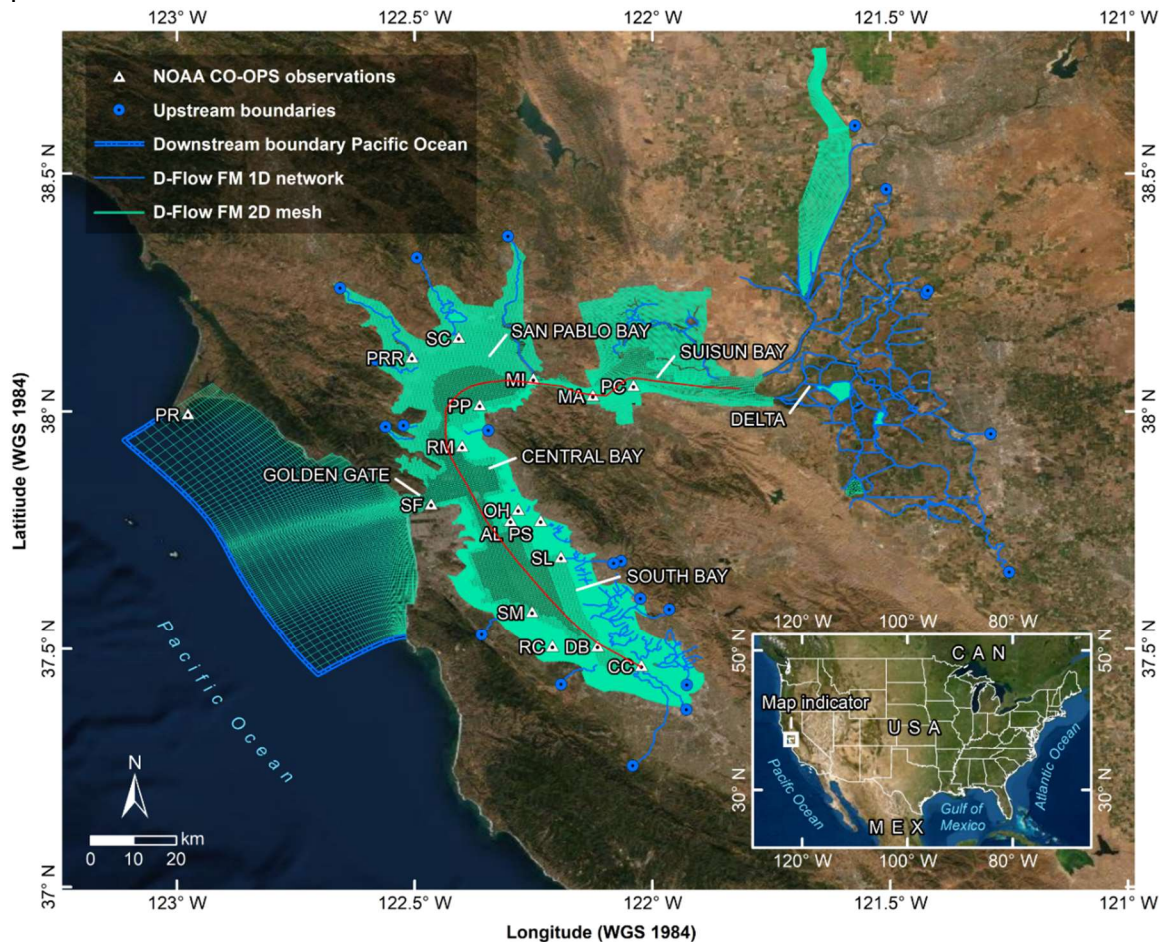 123° W 122.5° W 122° W 121.5° W 121° W
NOAA CO-OPS observations
Upstream boundaries
Downstream boundary Pacific Ocean
D-Flow FM 1D network
D-Flow FM 2D mesh
38.5° N
38° N
37.5° N
37° N
Latitiude (WGS 1984)
38.5° N
38° N
37.5° N
SC
SAN PABLO BAY
PRR
SUISUN BAY
MI
MA
PC
PR
PP
DELTA
RM
CENTRAL BAY
GOLDEN GATE
SF
OH
AL PS
SL
SOUTH BAY
SM
RC
DB
CC
Pacific Ocean
N
0 10 20 km
120° W 100° W 80° W
50° N
30° N
50° N
30° N
CAN
Map indicator
USA
Pacific Ocean
Atlantic Ocean
Gulf of
Mexico
MEX
120° W 100° W 80° W
123° W 122.5° W 122° W 121.5° W 121° W
Longitude (WGS 1984)